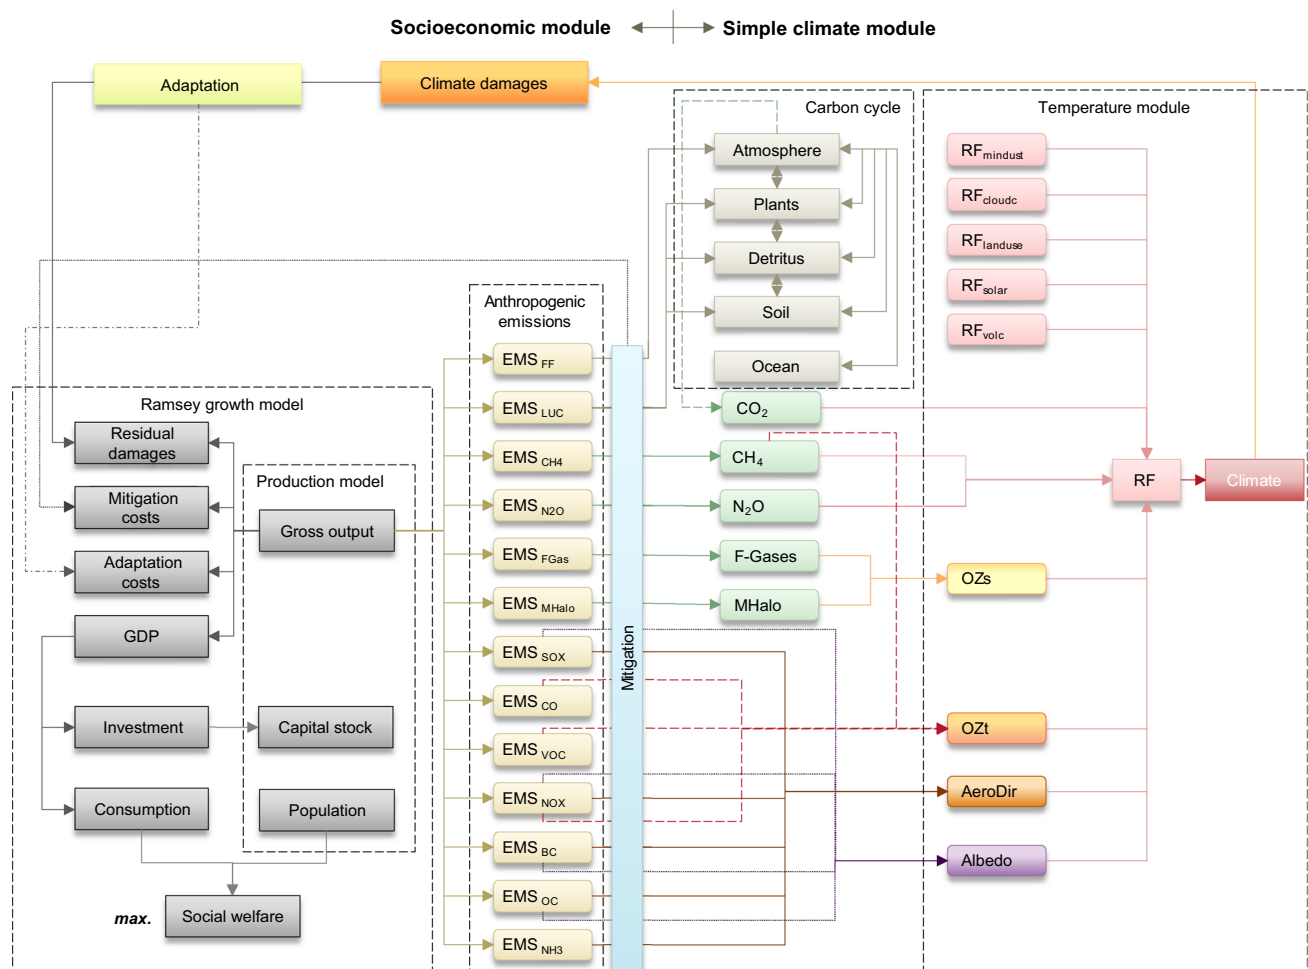 Socioeconomic module
Simple climate module
Adaptation
Climate damages
Carbon cycle
Temperature module
Atmosphere
Plants
Detritus
Soil
Ocean
RFmindust
RFcloudc
RFlanduse
RFsolar
RFvolc
Anthropogenic
emissions
EMS FF
EMS LUC
EMS CH4
EMS N2O
EMS FGas
EMS MHalo
EMS SOX
EMS CO
EMS VOC
EMS NOX
EMS BC
EMS OC
EMS NH3
Mitigation
CO2
CH4
N2O
F-Gases
MHalo
RF
Climate
OZs
OZt
AeroDir
Albedo
Ramsey growth model
Residual
damages
Mitigation
costs
Adaptation
costs
GDP
Investment
Consumption
Production model
Gross output
Capital stock
Population
max.
Social welfare